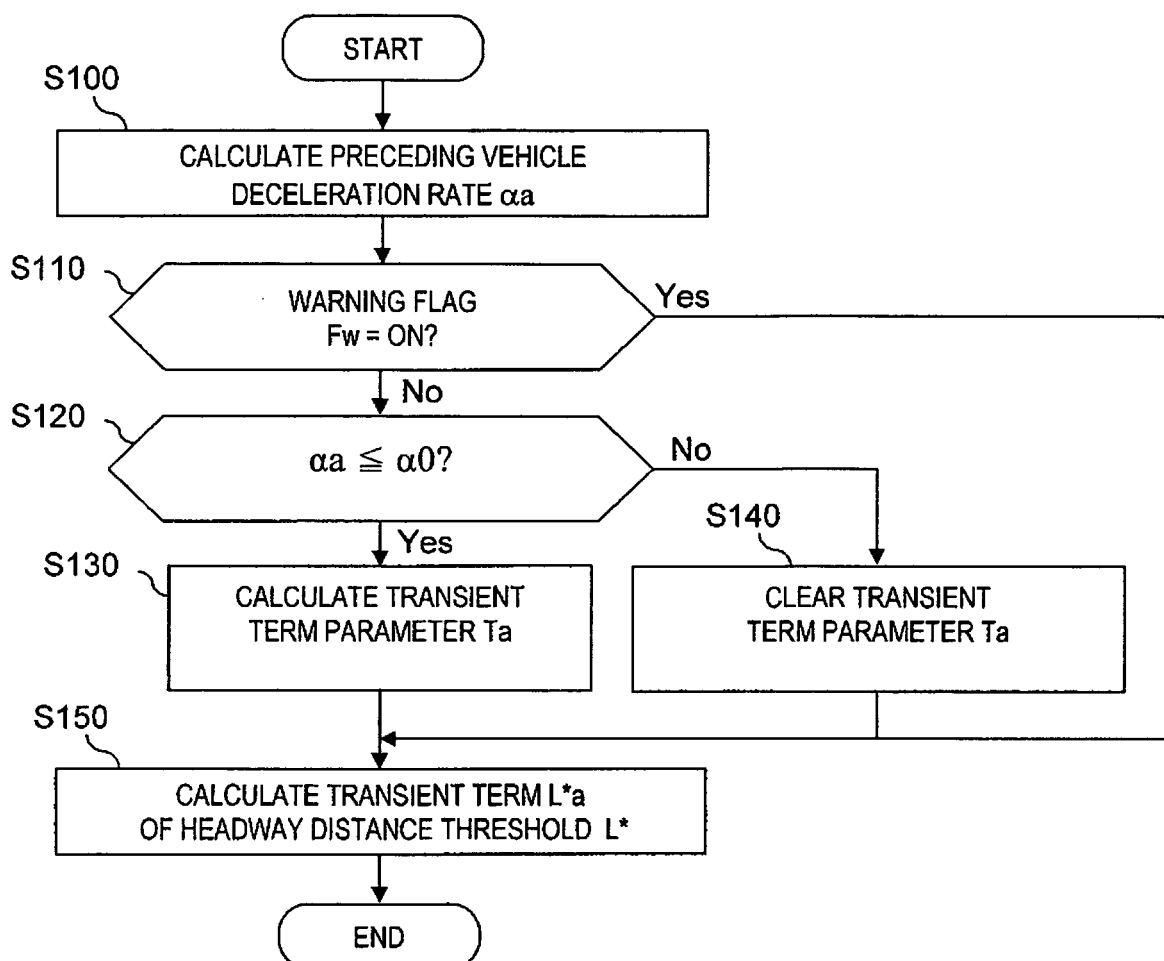 START
S100
CALCULATE PRECEDING VEHICLE
DECELERATION RATE αa
S110
WARNING FLAG
Fw = ON?
Yes
No
S120
αa ≦ α0?
No
Yes
S130
CALCULATE TRANSIENT
TERM PARAMETER Ta
S140
CLEAR TRANSIENT
TERM PARAMETER Ta
S150
CALCULATE TRANSIENT TERM L*a
OF HEADWAY DISTANCE THRESHOLD L*
END